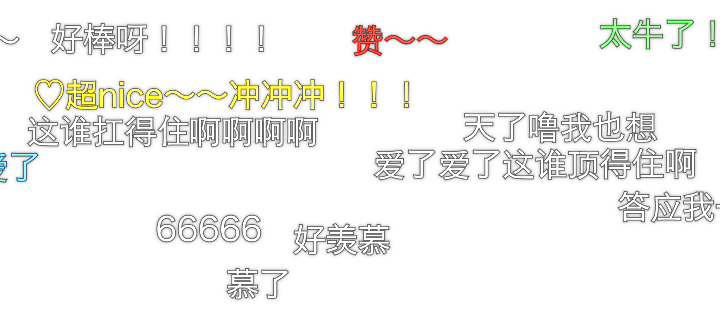 ～ 好棒呀！！！！ 赞～～ 太牛了！
♡超nice～～冲冲冲！！！
这谁扛得住啊啊啊啊 天了噜我也想
爱了 爱了爱了这谁顶得住啊
答应我
66666 好羡慕
慕了